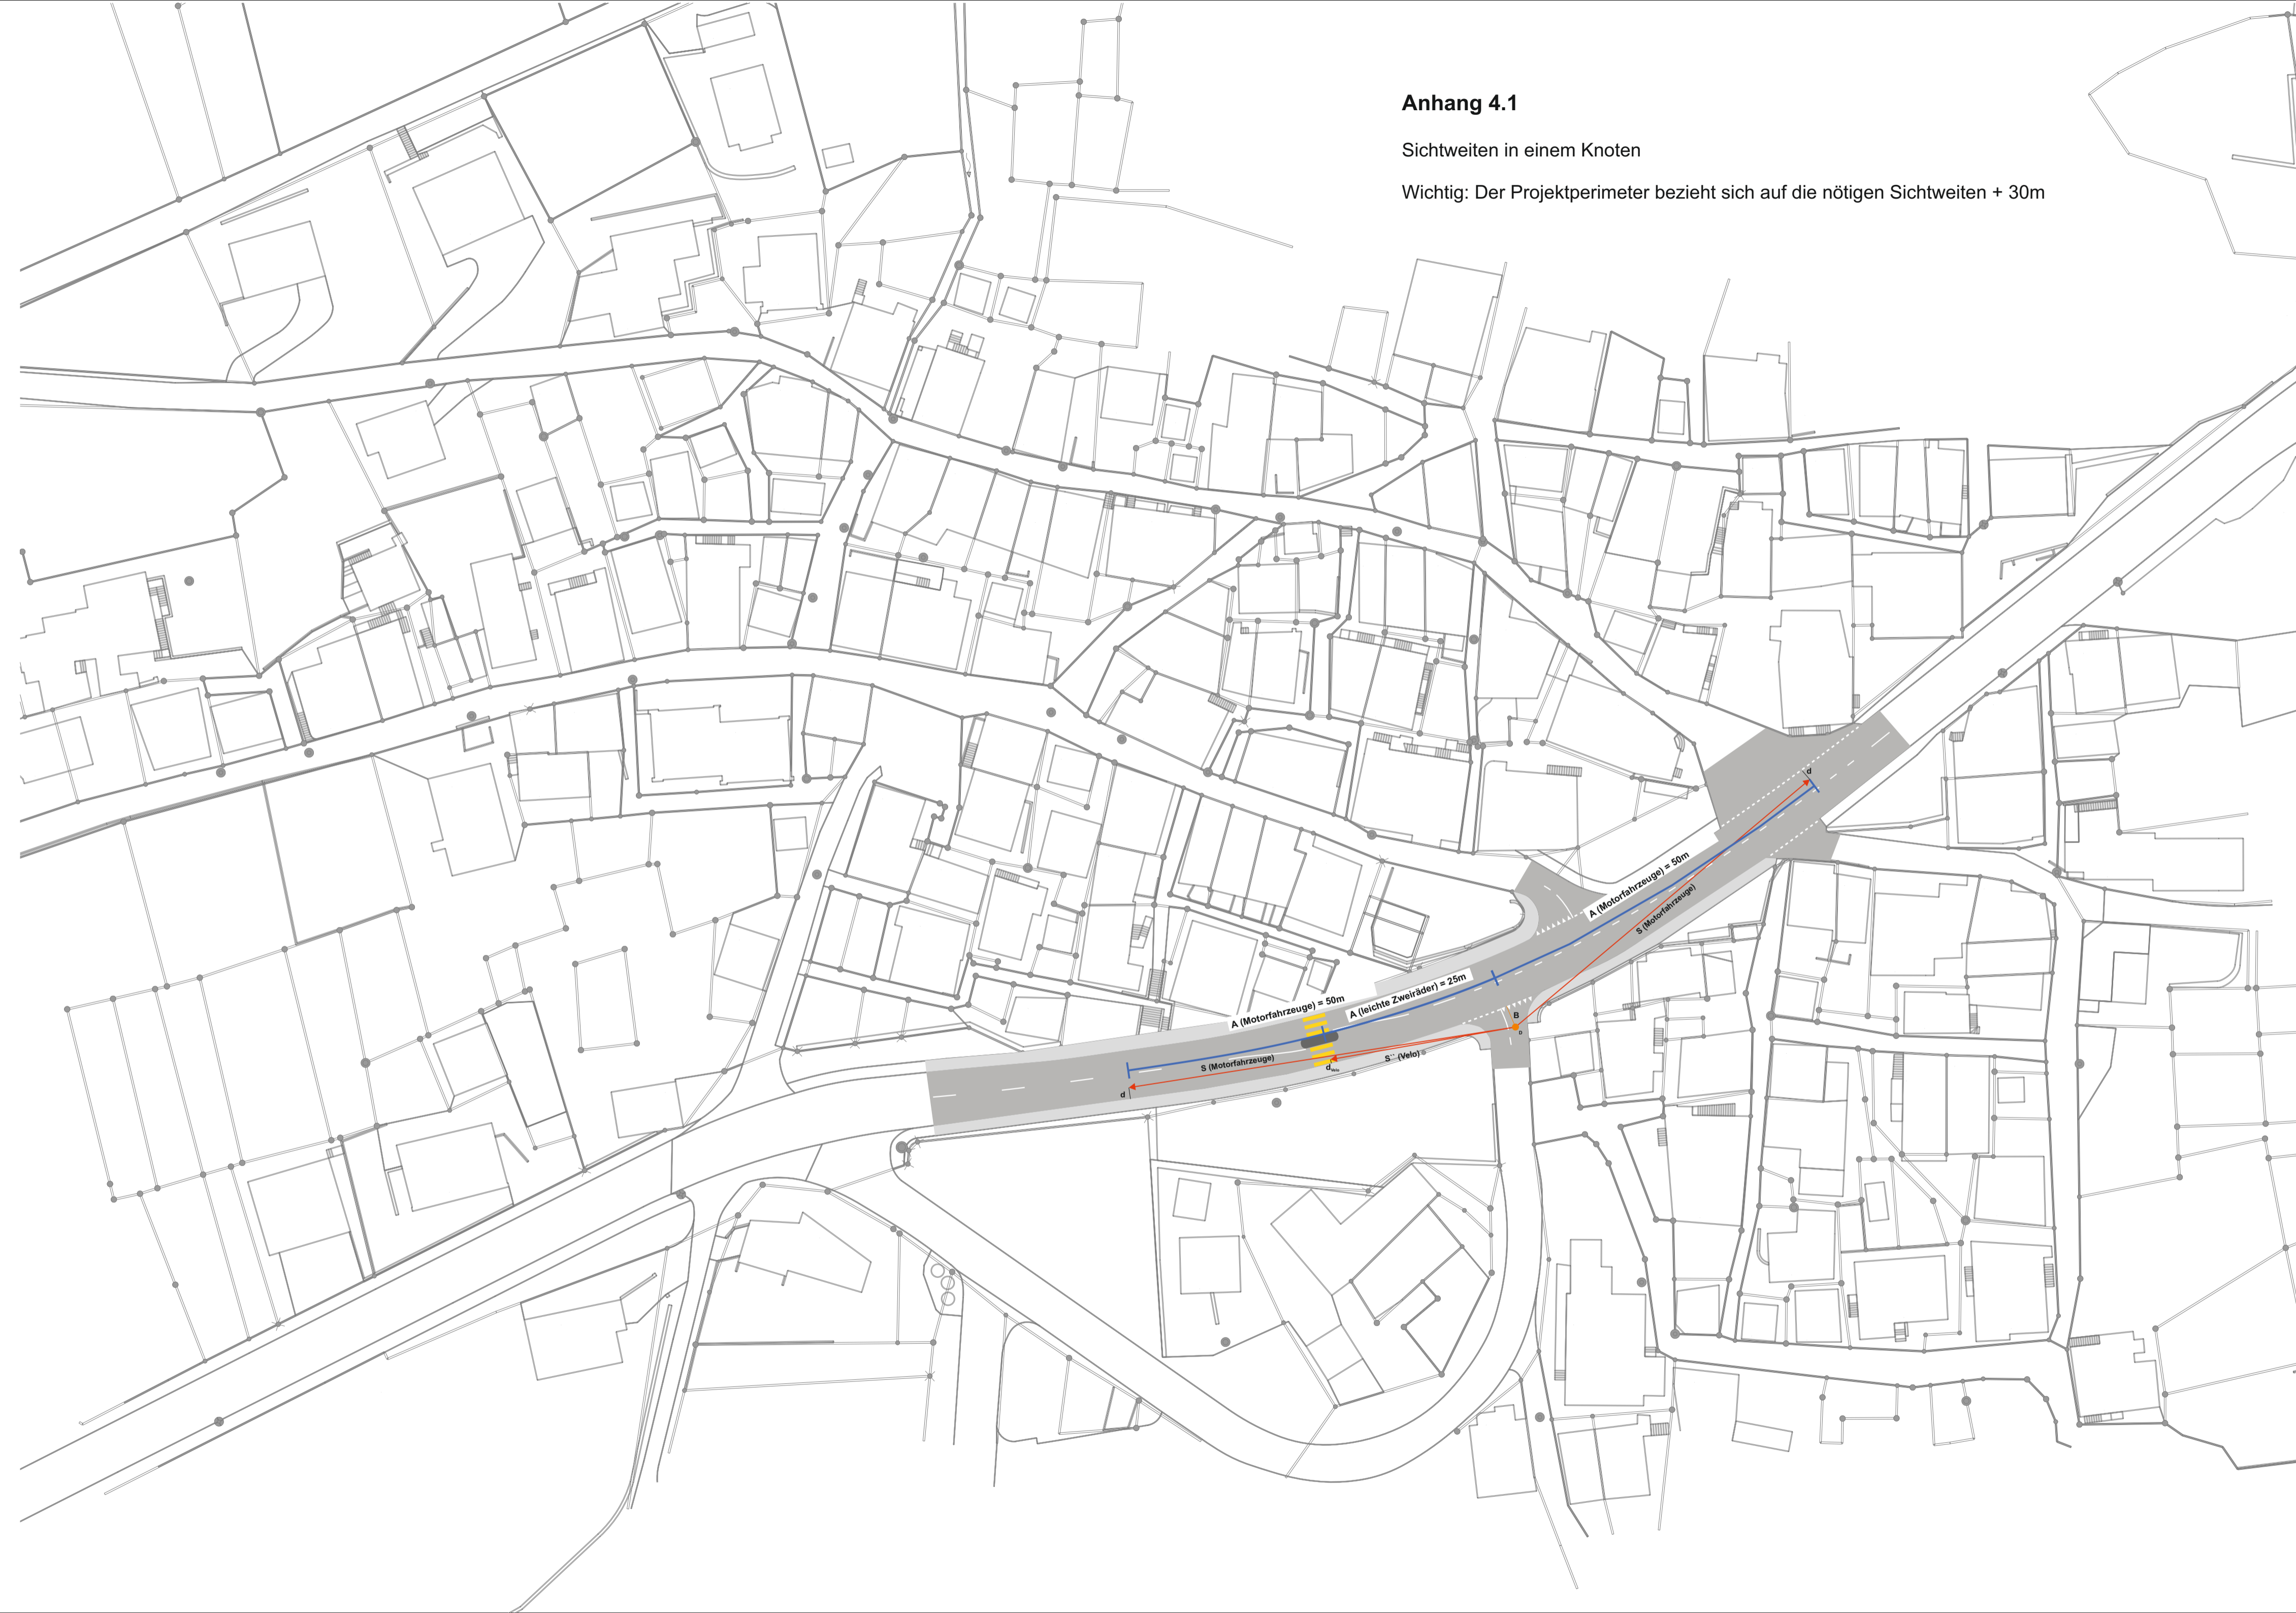 Anhang 4.1
Sichtweiten in einem Knoten
Wichtig: Der Projektperimeter bezieht sich auf die nötigen Sichtweiten + 30m
d
A (Motorfahrzeuge) = 50m
S (Motorfahrzeuge)
A (leichte Zweiräder) = 25m
A (Motorfahrzeuge) = 50m
B
D
S (Motorfahrzeuge)
S`` (Velo)
d Velo
d